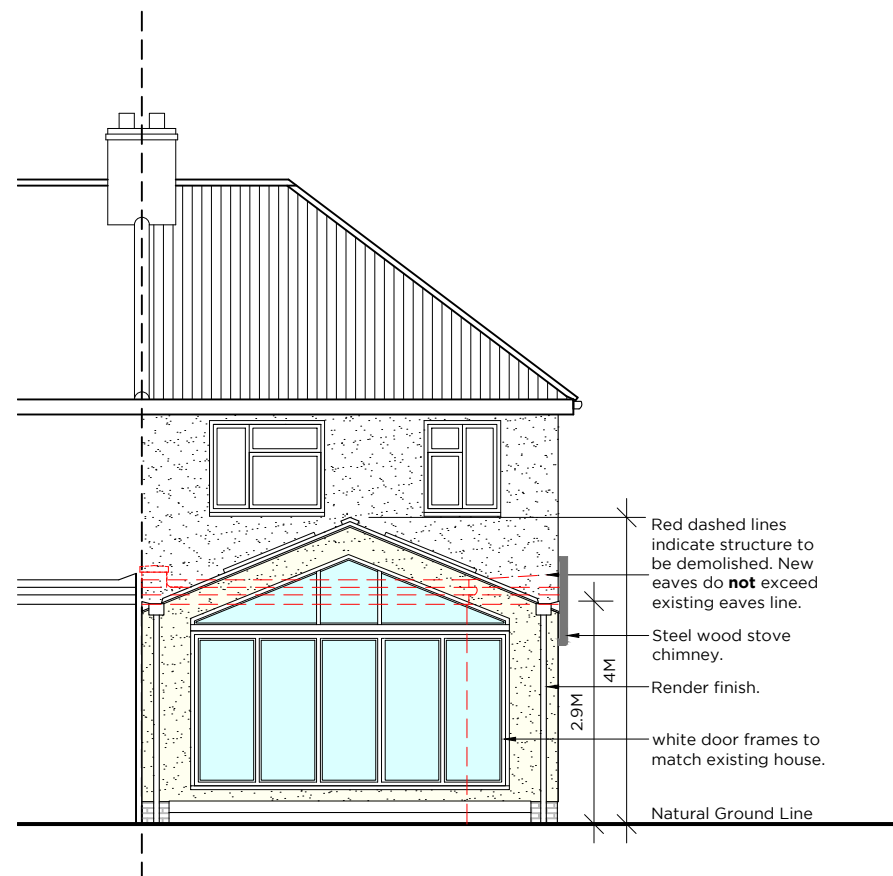 Red dashed lines
indicate structure to
be demolished. New
eaves do not exceed
existing eaves line.
Steel wood stove
chimney.
4M
Render finish.
2.9M
white door frames to
match existing house.
Natural Ground Line